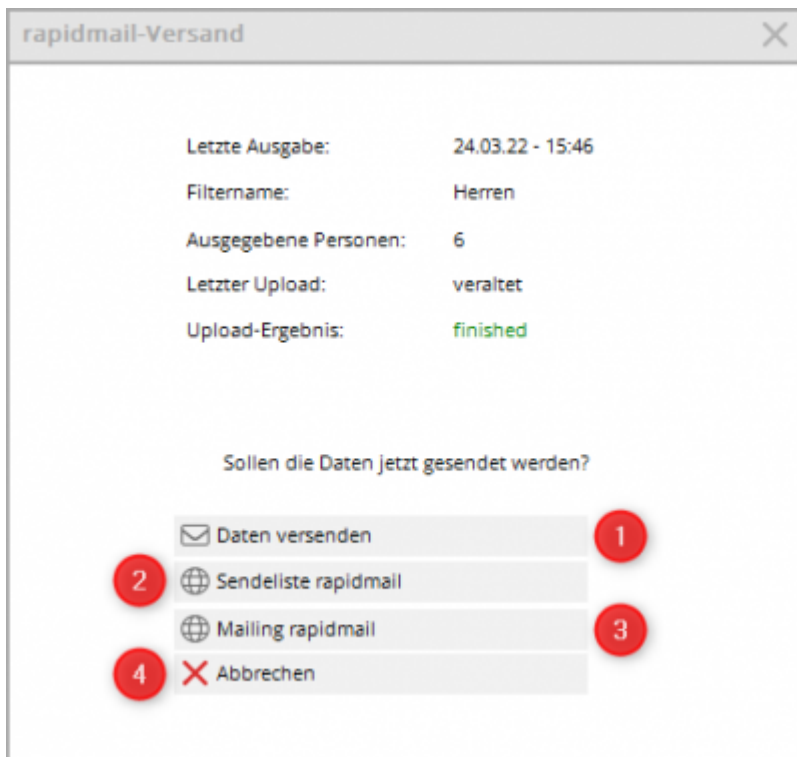 rapidmail-Versand
Letzte Ausgabe: 24.03.22 - 15:46
Filtername: Herren
Ausgegebene Personen: 6
Letzter Upload: veraltet
Upload-Ergebnis: finished
Sollen die Daten jetzt gesendet werden?
Daten versenden 1
2 Sendeliste rapidmail
Mailing rapidmail 3
4 Abbrechen